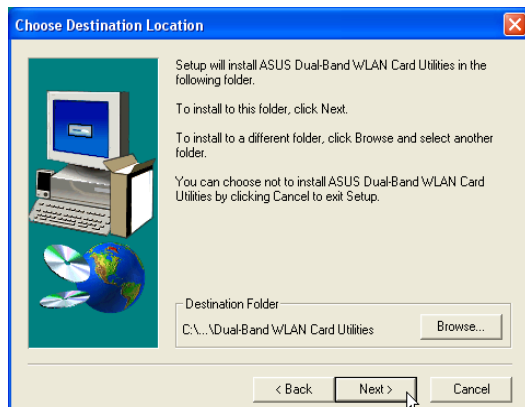 Choose Destination Location
Setup will install ASUS Dual-Band WLAN Card Utilities in the
following folder.
To install to this folder, click Next.
To install to a different folder, click Browse and select another
folder.
You can choose not to install ASUS Dual-Band WLAN Card
Utilities by clicking Cancel to exit Setup.
Destination Folder
C:\...\Dual-Band WLAN Card Utilities
Browse...
< Back
Next >
Cancel